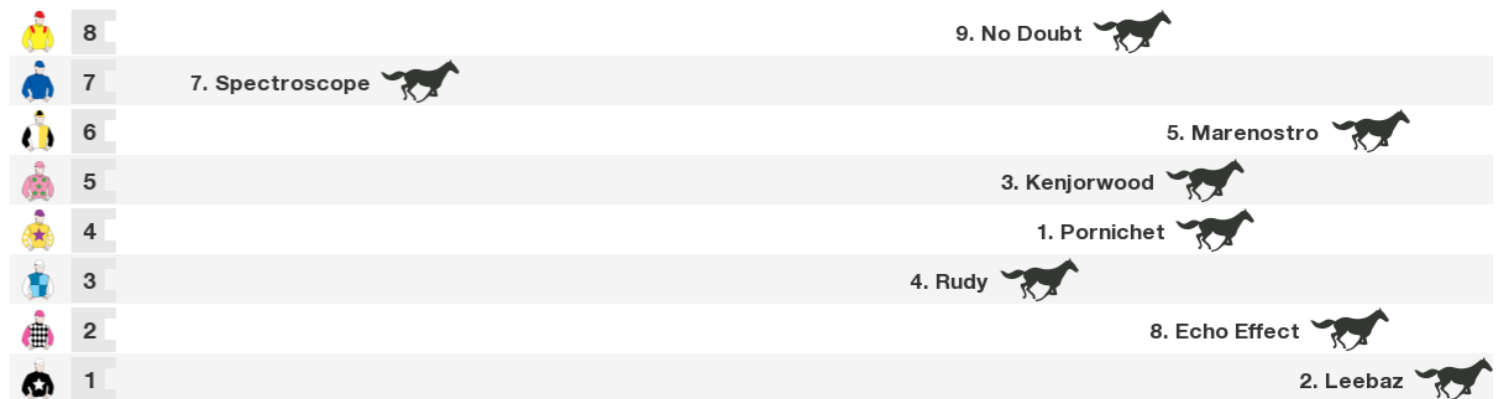 8 9. No Doubt
7 7. Spectroscope
6 5. Marenostro
5 3. Kenjorwood
4 1. Pornichet
3 4. Rudy
2 8. Echo Effect
1 2. Leebaz